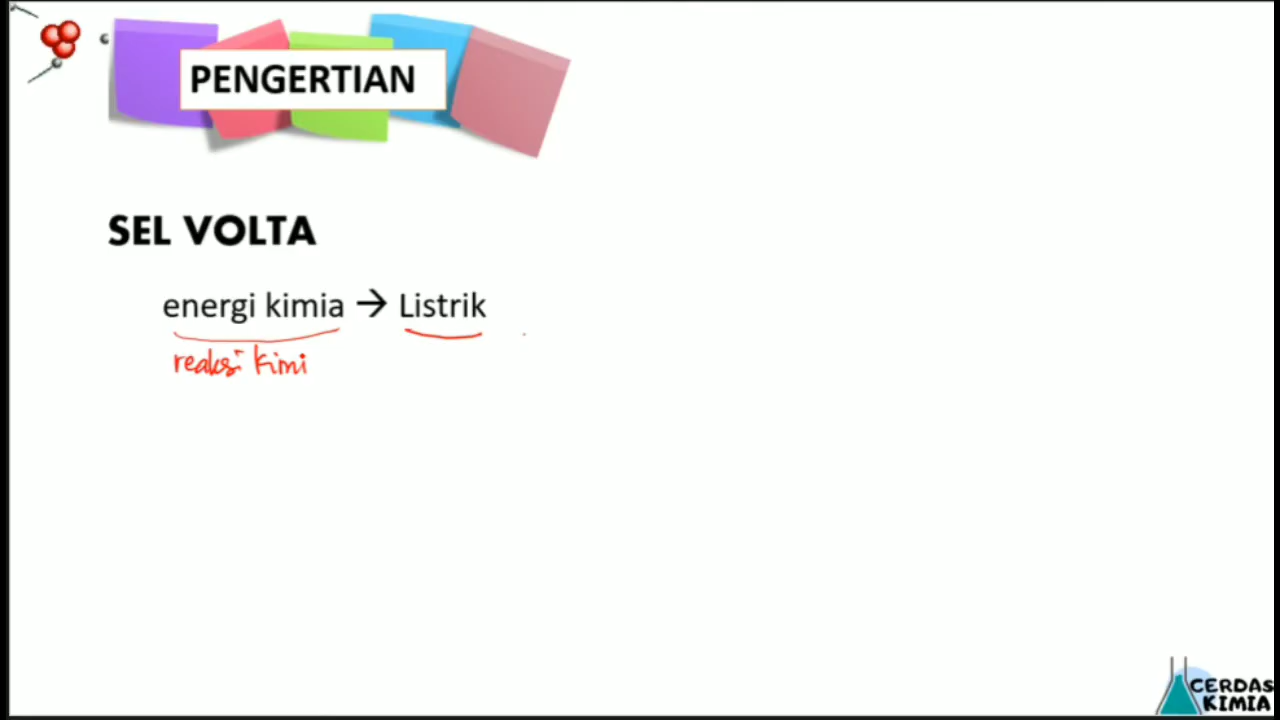 PENGERTIAN
SEL VOLTA
energi kimia → Listrik
reaksi kimi
CERDAS
KIMIA